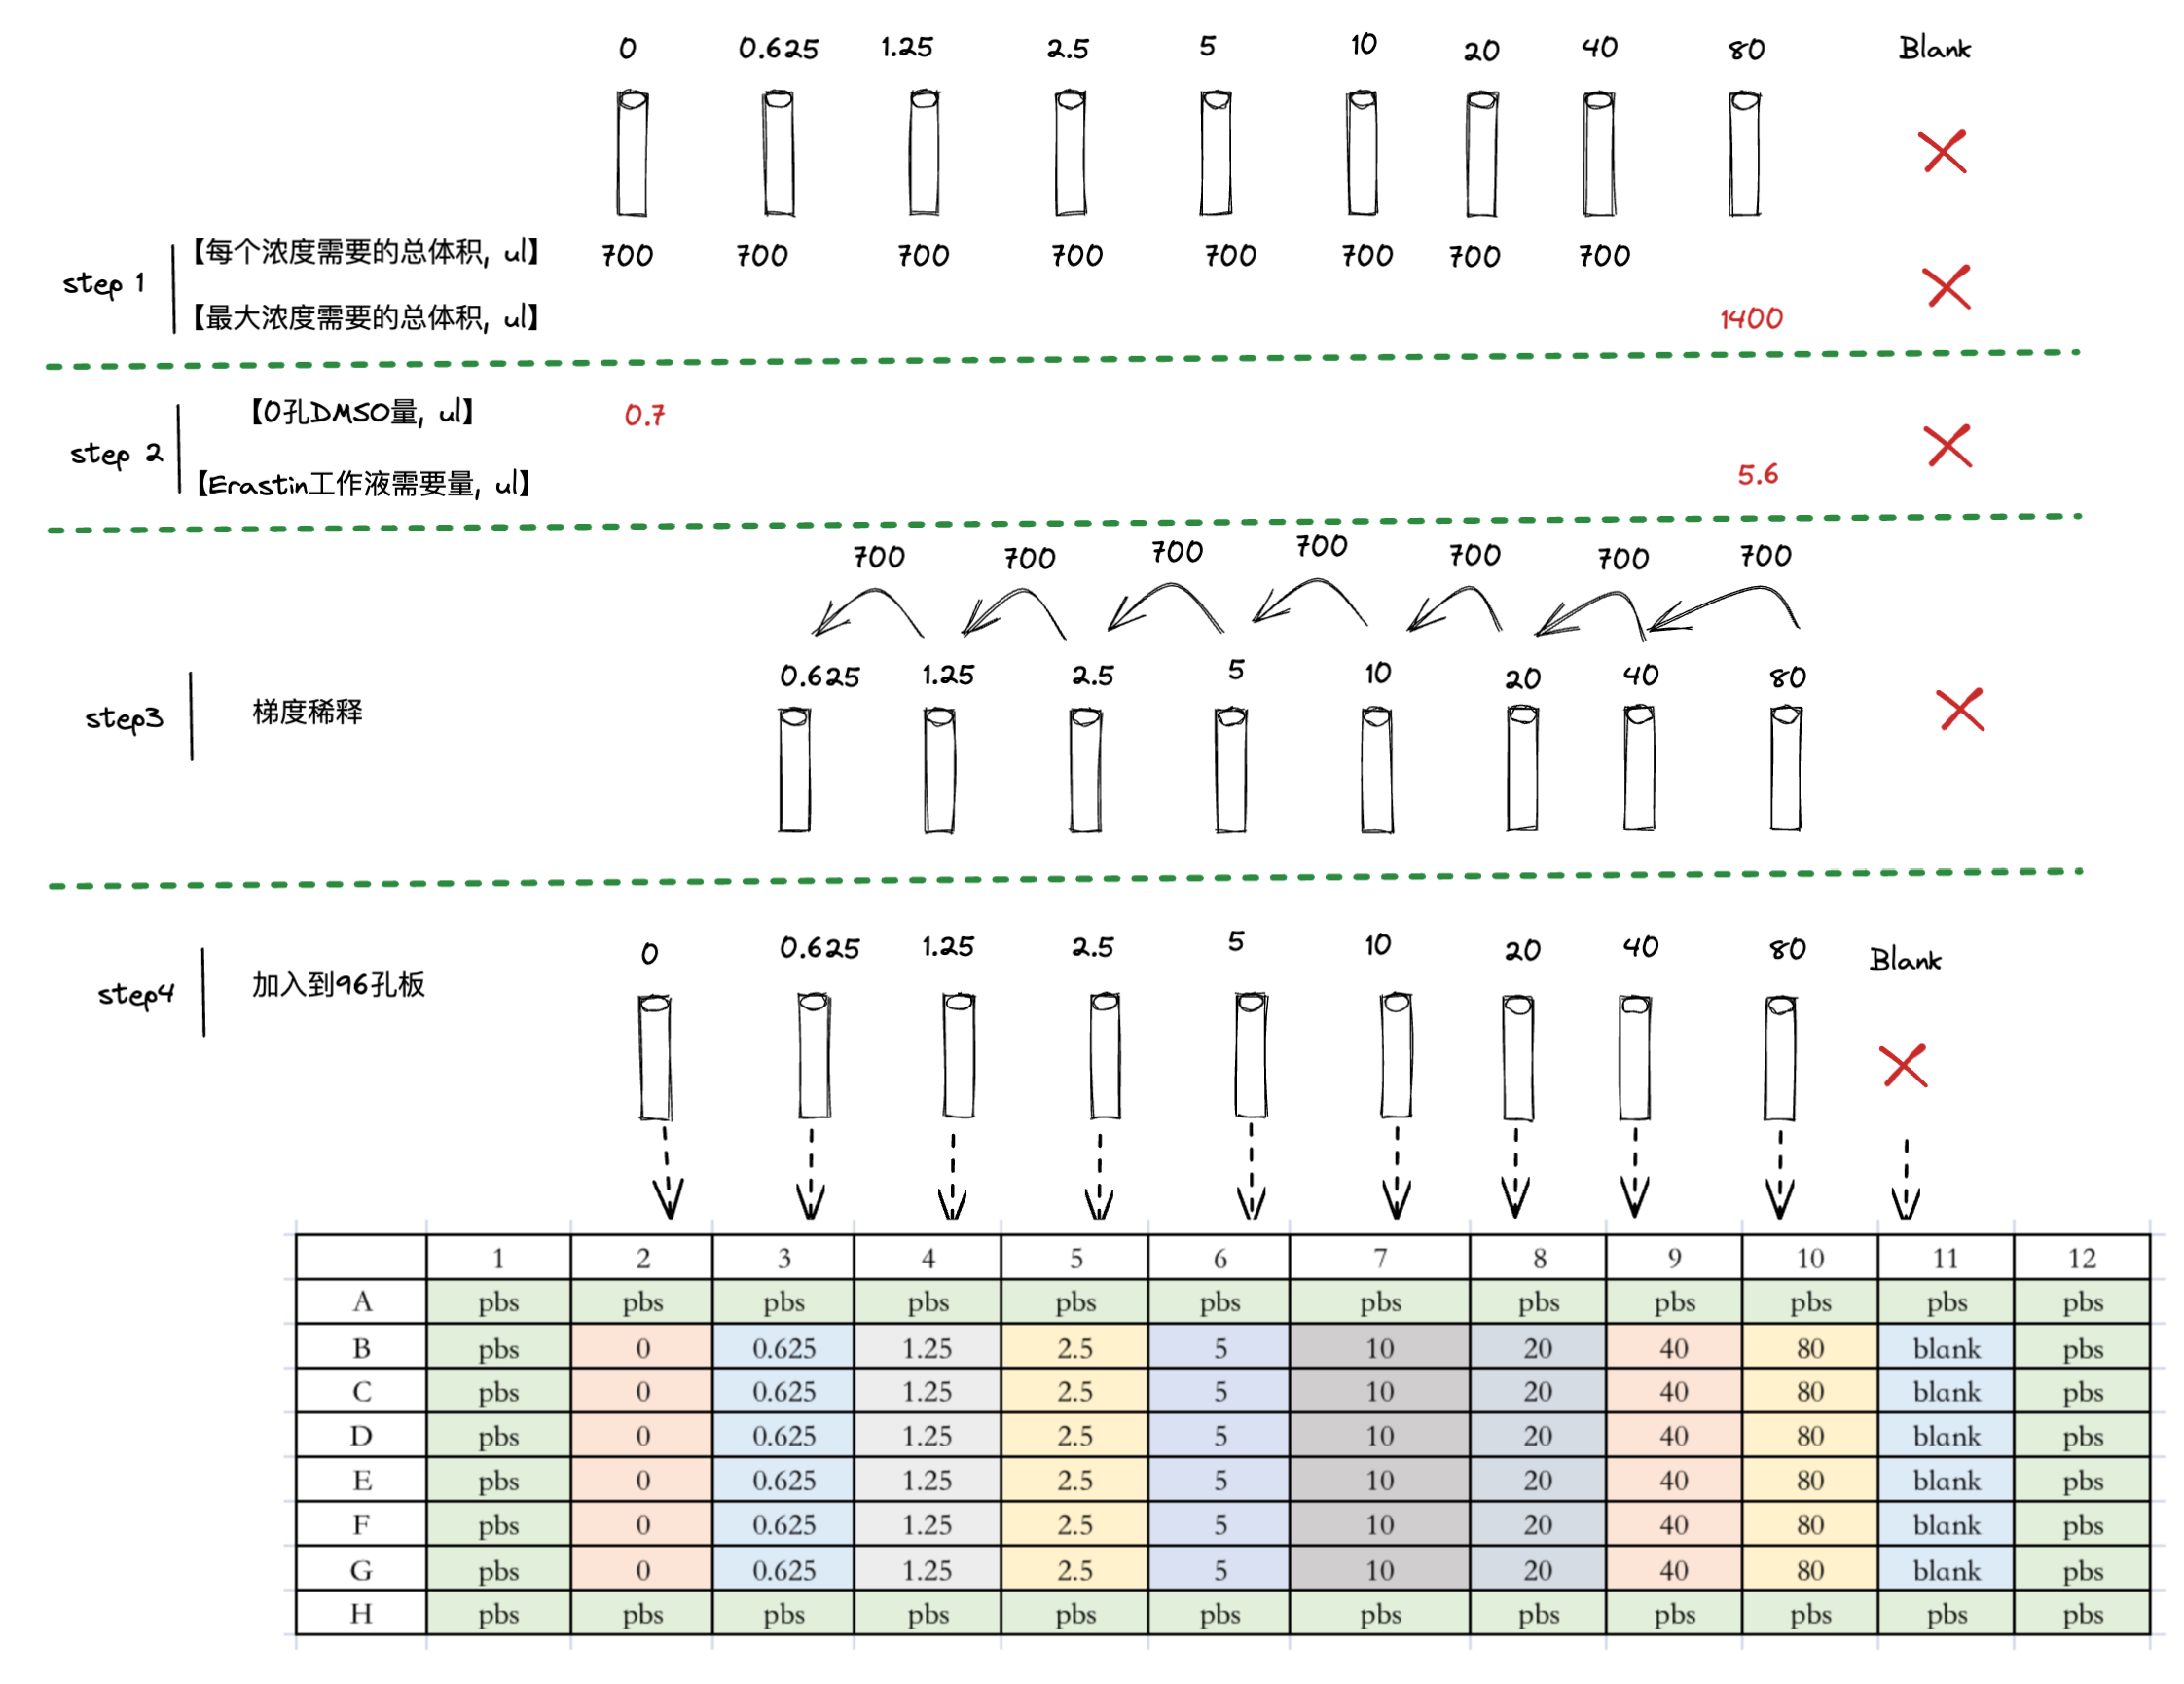 0 0.625 1.25 2.5 5 10 20 40 80 Blank
step 1
【每个浓度需要的总体积, ul】 700 700 700 700 700 700 700 700
【最大浓度需要的总体积, ul】 1400
step 2
【0孔DMSO量, ul】 0.7
【Erastin工作液需要量, ul】 5.6
700 700 700 700 700 700 700
0.625 1.25 2.5 5 10 20 40 80
step3 梯度稀释
0 0.625 1.25 2.5 5 10 20 40 80 Blank
step4 加入到96孔板
1 2 3 4 5 6 7 8 9 10 11 12
A pbs pbs pbs pbs pbs pbs pbs pbs pbs pbs pbs pbs
B pbs 0 0.625 1.25 2.5 5 10 20 40 80 blank pbs
C pbs 0 0.625 1.25 2.5 5 10 20 40 80 blank pbs
D pbs 0 0.625 1.25 2.5 5 10 20 40 80 blank pbs
E pbs 0 0.625 1.25 2.5 5 10 20 40 80 blank pbs
F pbs 0 0.625 1.25 2.5 5 10 20 40 80 blank pbs
G pbs 0 0.625 1.25 2.5 5 10 20 40 80 blank pbs
H pbs pbs pbs pbs pbs pbs pbs pbs pbs pbs pbs pbs